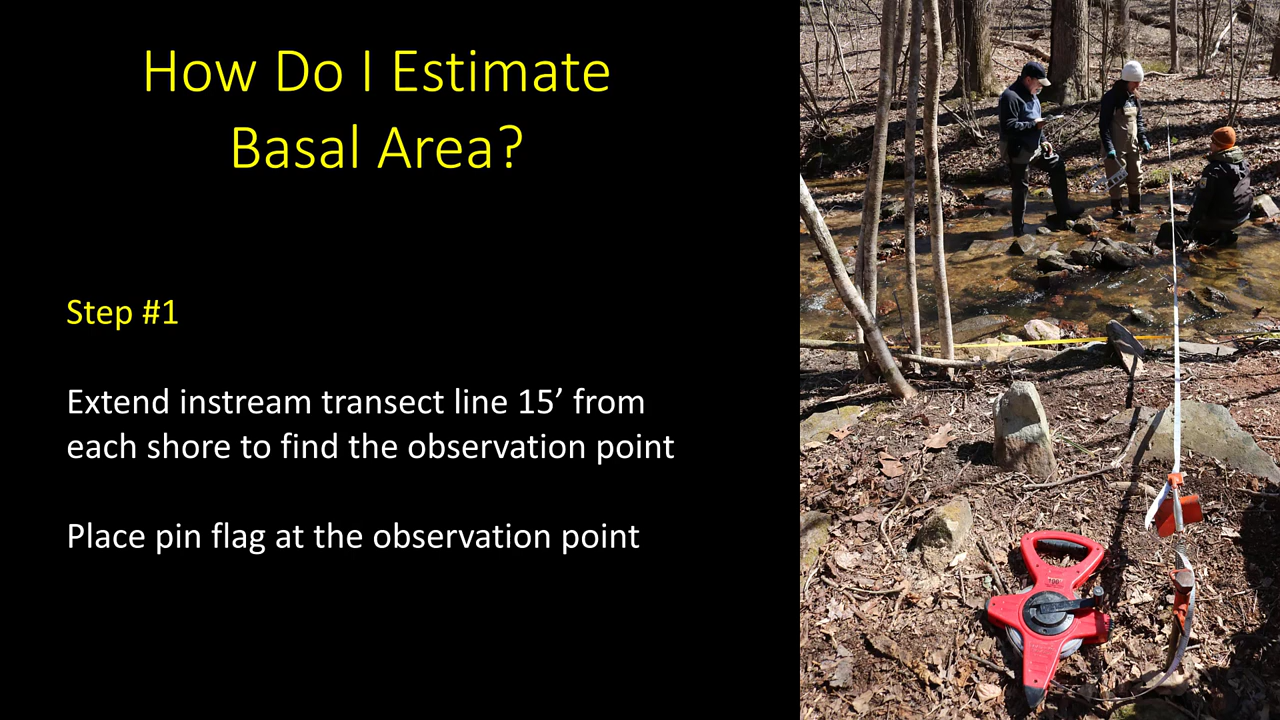 How Do I Estimate
Basal Area?
Step #1
Extend instream transect line 15’ from
each shore to find the observation point
Place pin flag at the observation point